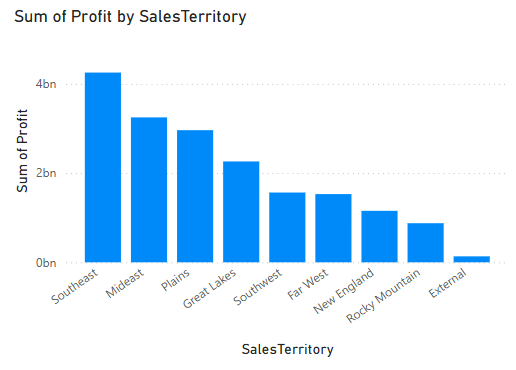 Sum of Profit by SalesTerritory
4bn
2bn
0bn
Sum of Profit
Southeast
Mideast
Plains
Great Lakes
Southwest
Far West
New England
Rocky Mountain
External
SalesTerritory